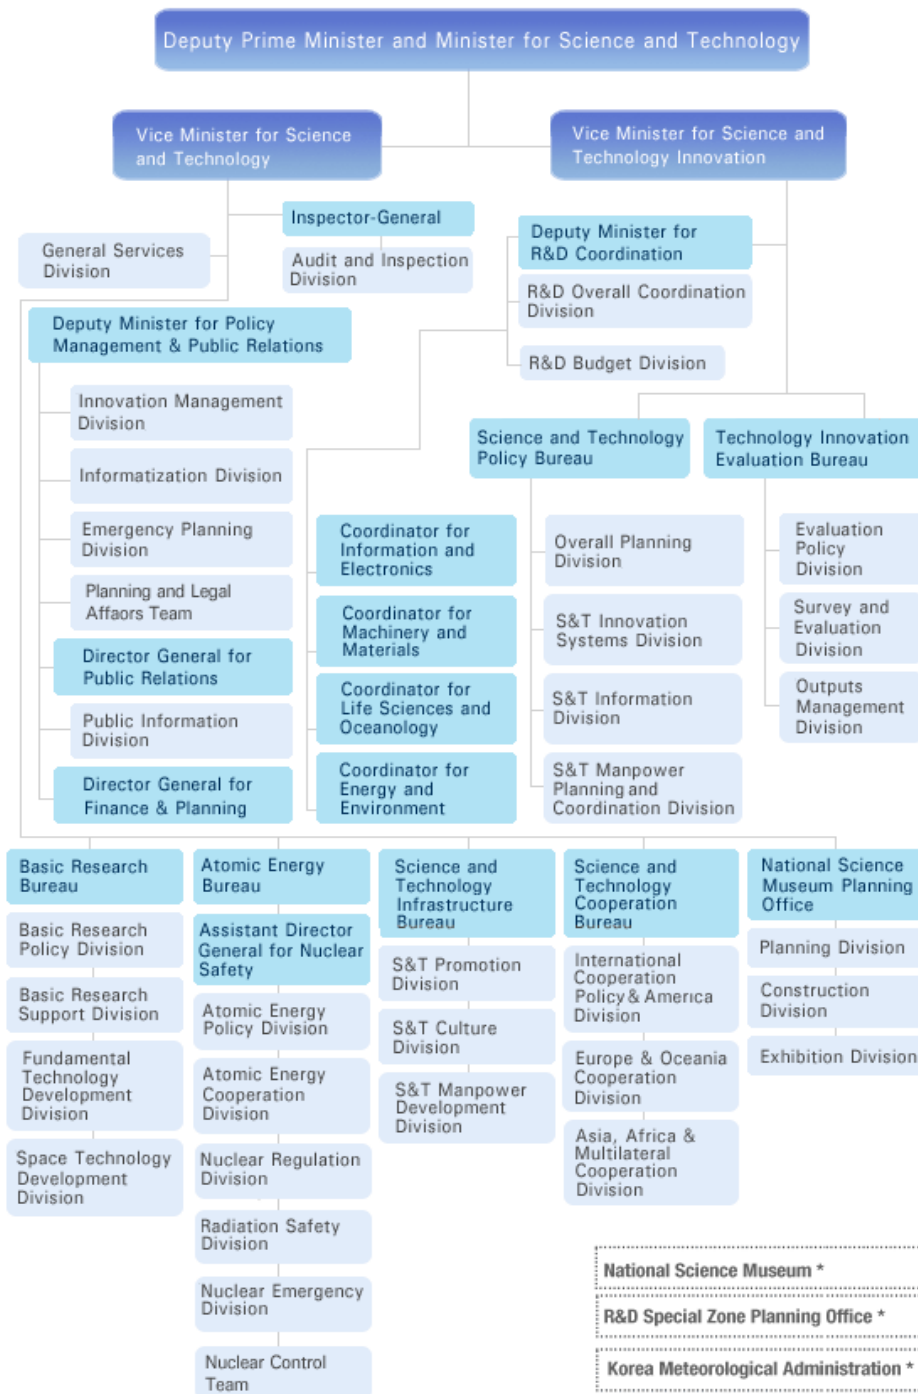 Deputy Prime Minister and Minister for Science and Technology
Vice Minister for Science
and Technology
Vice Minister for Science and
Technology Innovation
Inspector-General
Audit and Inspection
Division
General Services
Division
Deputy Minister for
R&D Coordination
R&D Overall Coordination
Division
R&D Budget Division
Deputy Minister for Policy
Management & Public Relations
Innovation Management
Division
Informatization Division
Emergency Planning
Division
Planning and Legal
Affaors Team
Director General for
Public Relations
Public Information
Division
Director General for
Finance & Planning
Coordinator for
Information and
Electronics
Coordinator for
Machinery and
Materials
Coordinator for
Life Sciences and
Oceanology
Coordinator for
Energy and
Environment
Science and Technology
Policy Bureau
Overall Planning
Division
S&T Innovation
Systems Division
S&T Information
Division
S&T Manpower
Planning and
Coordination Division
Technology Innovation
Evaluation Bureau
Evaluation
Policy
Division
Survey and
Evaluation
Division
Outputs
Management
Division
Basic Research
Bureau
Basic Research
Policy Division
Basic Research
Support Division
Fundamental
Technology
Development
Division
Space Technology
Development
Division
Atomic Energy
Bureau
Assistant Director
General for Nuclear
Safety
Atomic Energy
Policy Division
Atomic Energy
Cooperation
Division
Nuclear Regulation
Division
Radiation Safety
Division
Nuclear Emergency
Division
Nuclear Control
Team
Science and
Technology
Infrastructure
Bureau
S&T Promotion
Division
S&T Culture
Division
S&T Manpower
Development
Division
Science and
Technology
Cooperation
Bureau
International
Cooperation
Policy & America
Division
Europe & Oceania
Cooperation
Division
Asia, Africa &
Multilateral
Cooperation
Division
National Science
Museum Planning
Office
Planning Division
Construction
Division
Exhibition Division
National Science Museum *
R&D Special Zone Planning Office *
Korea Meteorological Administration *